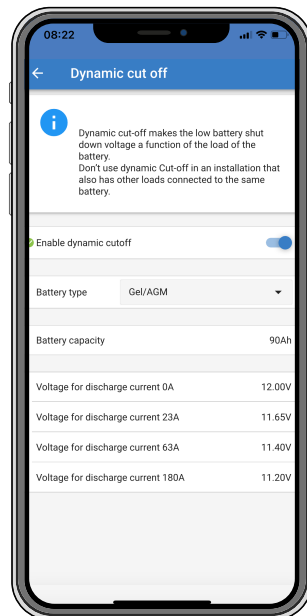 08:22
Dynamic cut off
Dynamic cut-off makes the low battery shut
down voltage a function of the load of the
battery.
Don't use dynamic Cut-off in an installation that
also has other loads connected to the same
battery.
Enable dynamic cutoff
Battery type Gel/AGM
Battery capacity 90Ah
Voltage for discharge current 0A 12.00V
Voltage for discharge current 23A 11.65V
Voltage for discharge current 63A 11.40V
Voltage for discharge current 180A 11.20V